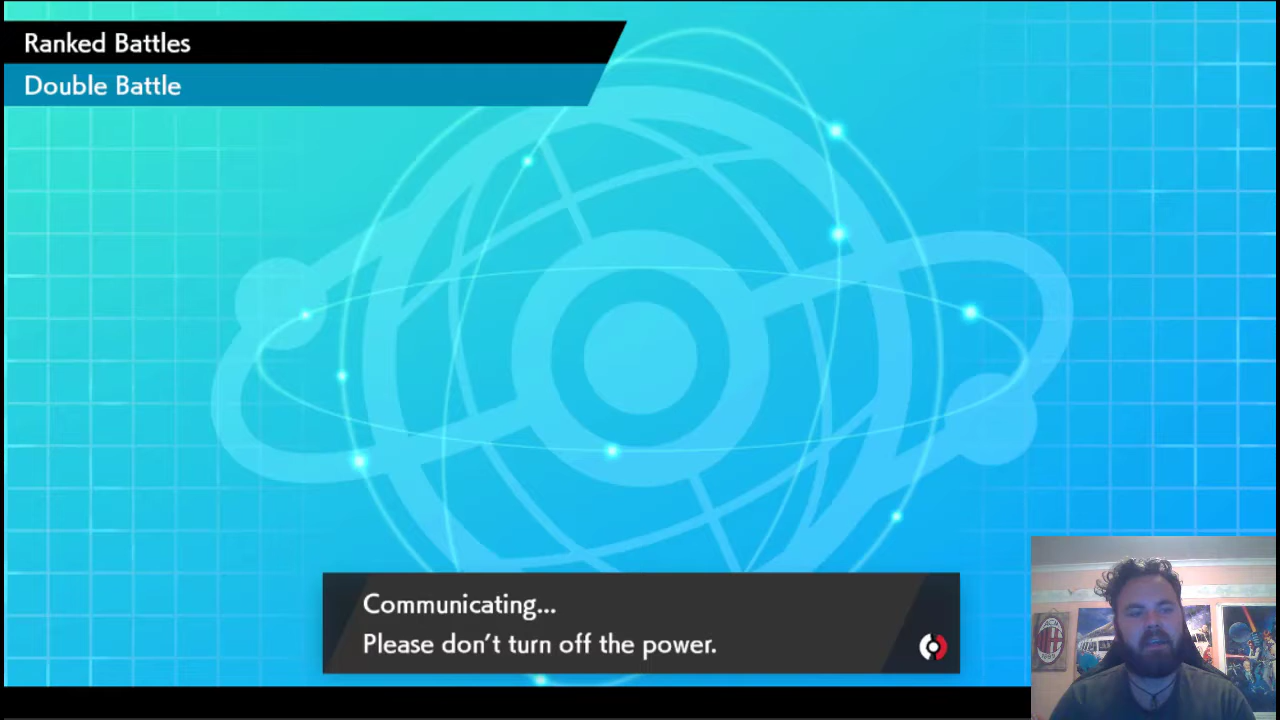 Ranked Battles
Double Battle
Communicating...
Please don't turn off the power.